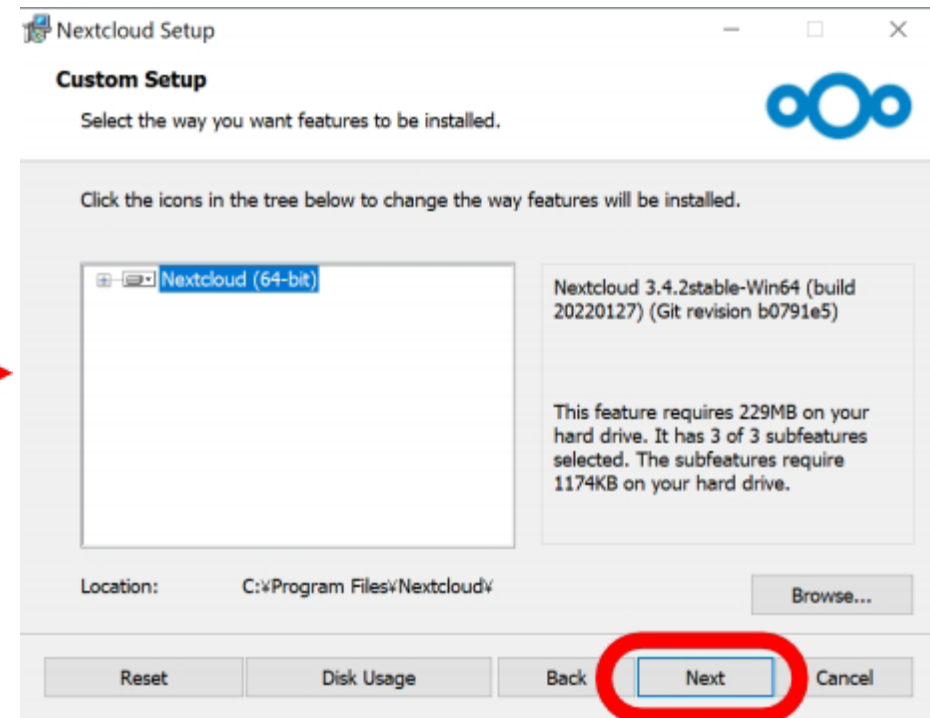 Nextcloud Setup
Custom Setup
Select the way you want features to be installed.
Click the icons in the tree below to change the way features will be installed.
Nextcloud (64-bit)
Nextcloud 3.4.2stable-Win64 (build
20220127) (Git revision b0791e5)
This feature requires 229MB on your
hard drive. It has 3 of 3 subfeatures
selected. The subfeatures require
1174KB on your hard drive.
Location: C:¥Program Files¥Nextcloud¥
Browse...
Reset Disk Usage Back Next Cancel